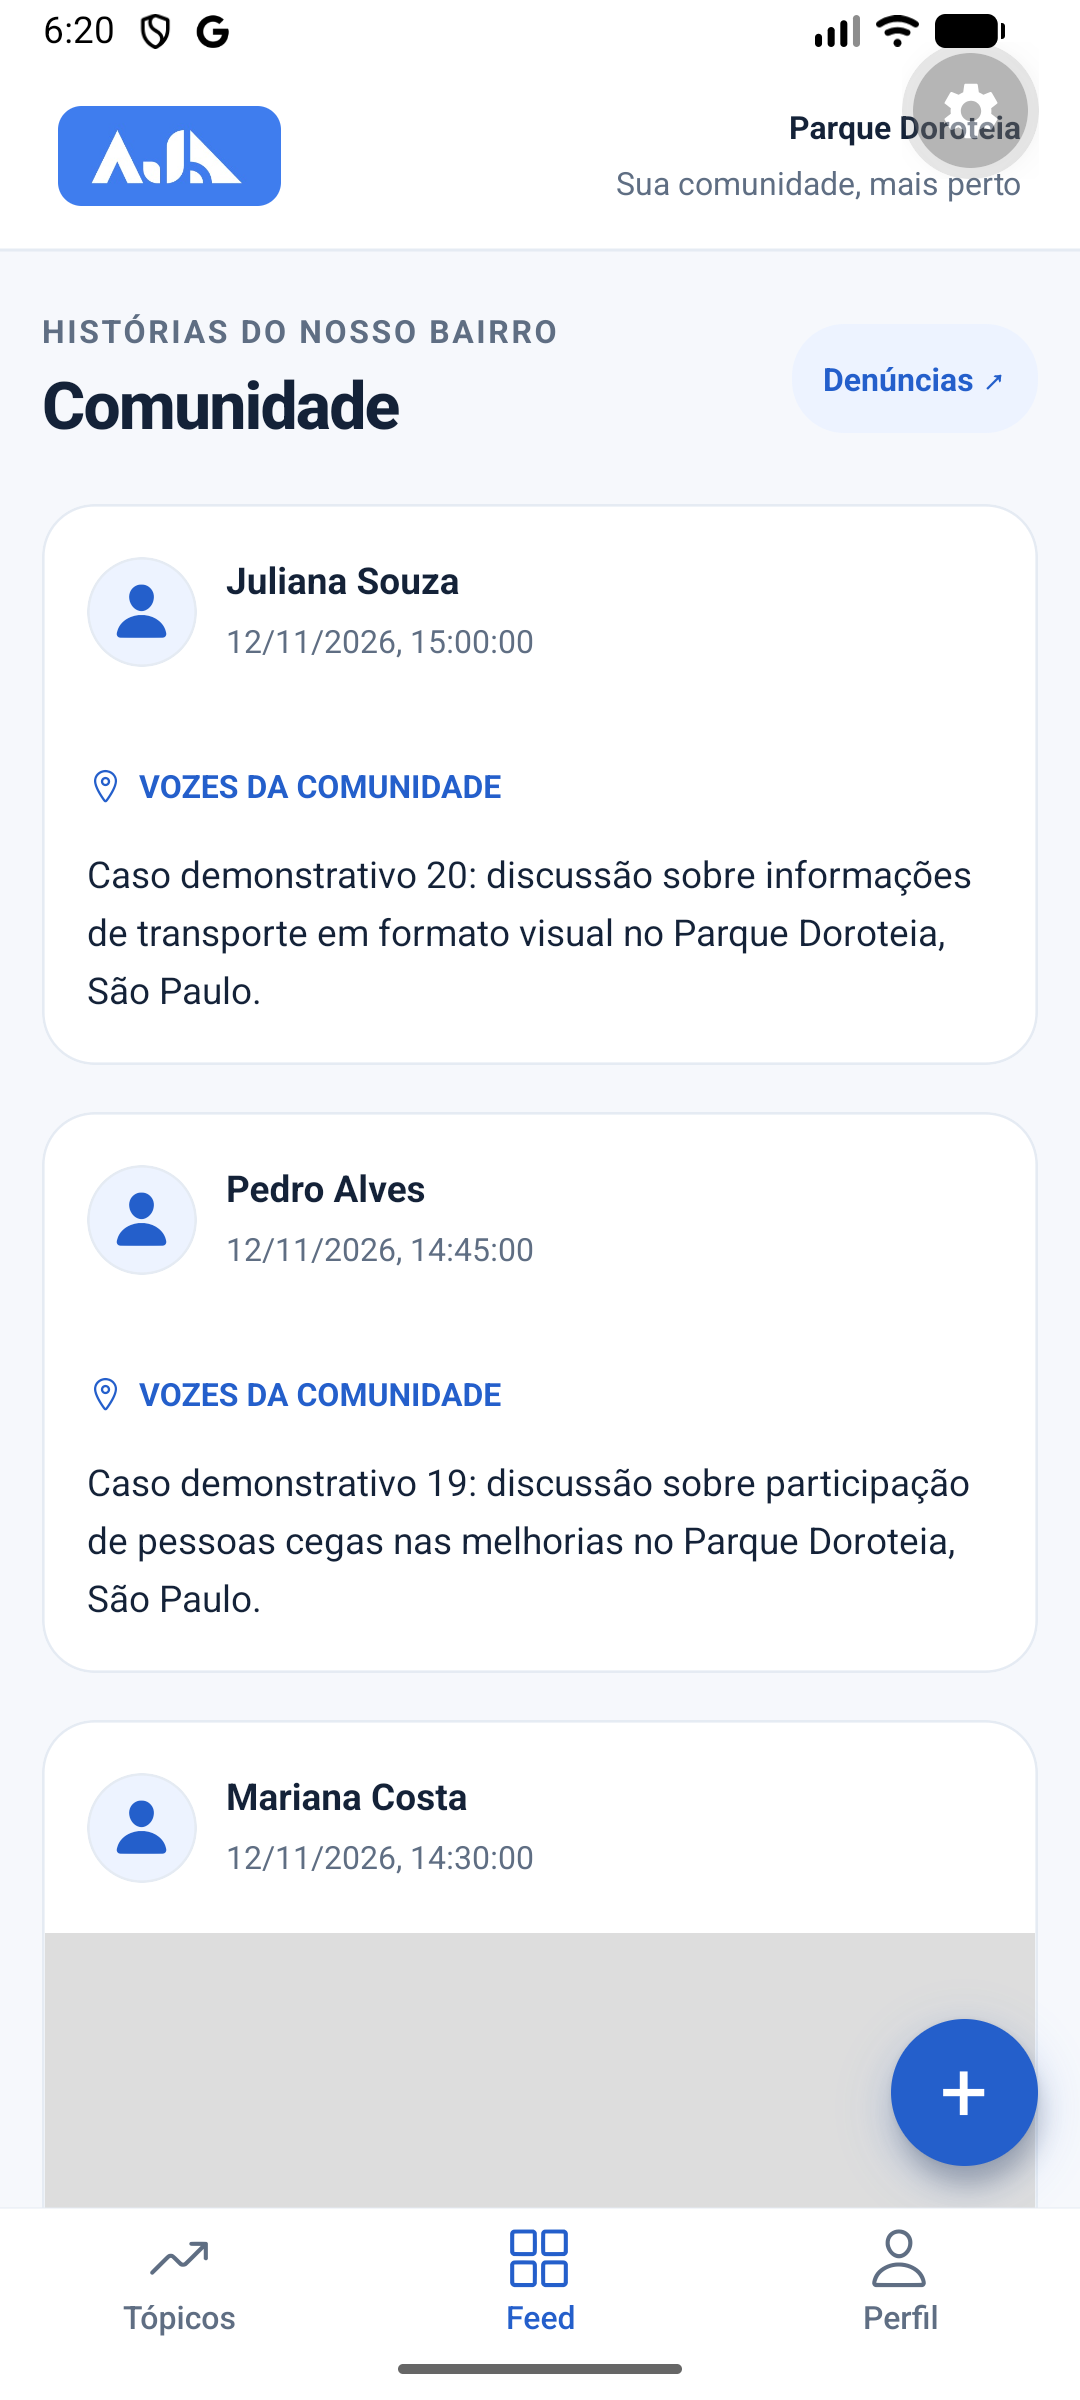 6:20
AJA
Parque Doroteia
Sua comunidade, mais perto
HISTÓRIAS DO NOSSO BAIRRO
Comunidade
Denúncias ↗
Juliana Souza
12/11/2026, 15:00:00
VOZES DA COMUNIDADE
Caso demonstrativo 20: discussão sobre informações
de transporte em formato visual no Parque Doroteia,
São Paulo.
Pedro Alves
12/11/2026, 14:45:00
VOZES DA COMUNIDADE
Caso demonstrativo 19: discussão sobre participação
de pessoas cegas nas melhorias no Parque Doroteia,
São Paulo.
Mariana Costa
12/11/2026, 14:30:00
Tópicos
Feed
Perfil